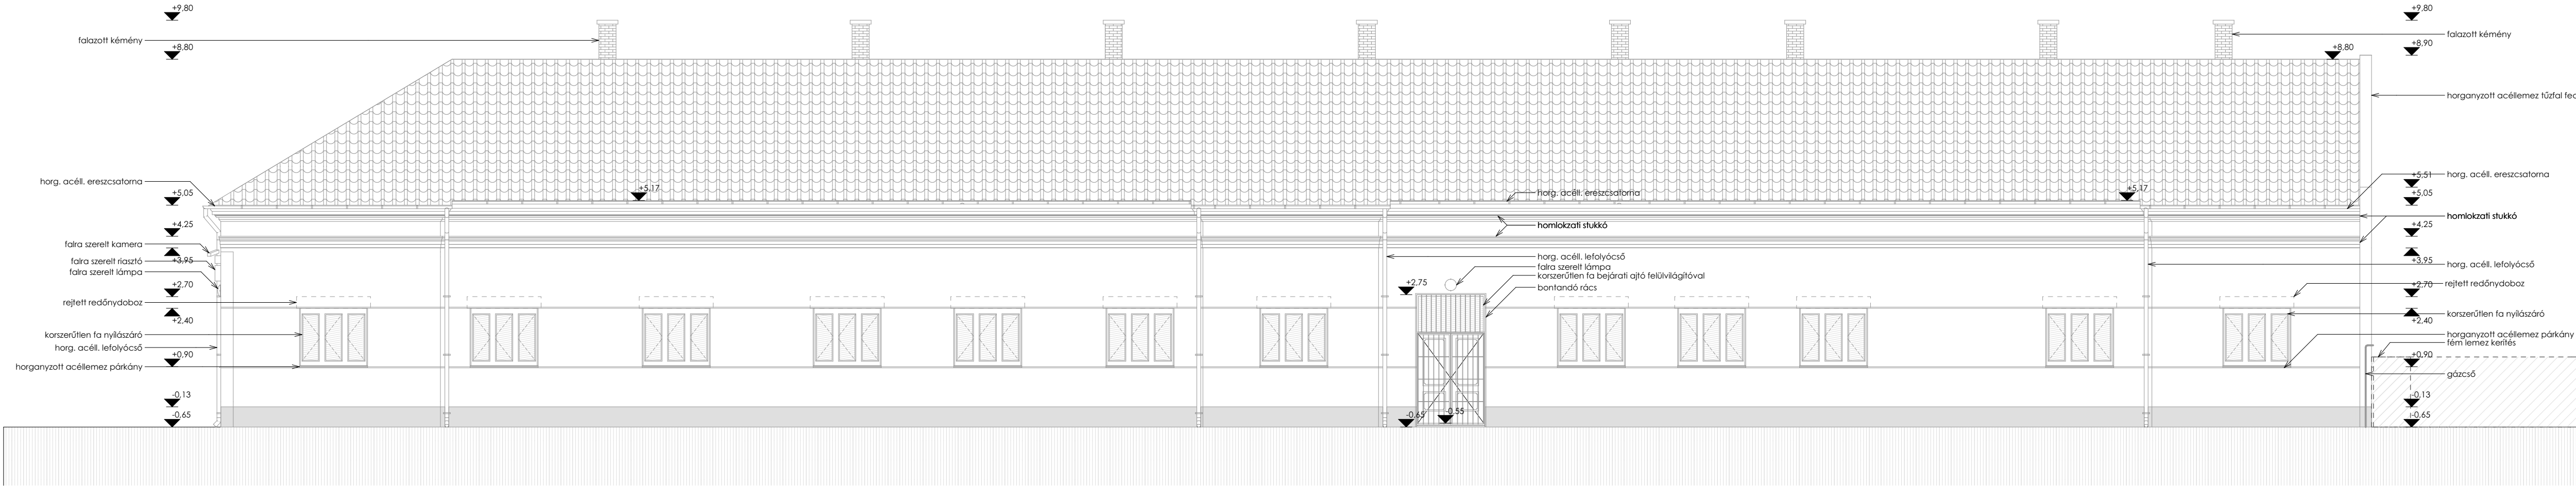 +9,80
falazott kémény
+8,80
horg. acéll. ereszcsatorna
+5,05
+4,25
falra szerelt kamera
+3,95
falra szerelt riasztó
falra szerelt lámpa
+2,70
rejtett redőnydoboz
+2,40
korszerűtlen fa nyílászáró
horg. acéll. lefolyócső
+0,90
horganyzott acéllemez párkány
-0,13
-0,65
+5,17
horg. acéll. ereszcsatorna
homlokzati stukkó
horg. acéll. lefolyócső
falra szerelt lámpa
korszerűtlen fa bejárati ajtó felülvilágítóval
bontandó rács
+2,75
-0,65
-0,55
+5,17
+8,80
+9,80
falazott kémény
+8,90
horganyzott acéllemez tűzfal
+5,51
horg. acéll. ereszcsatorna
+5,05
homlokzati stukkó
+4,25
+3,95
horg. acéll. lefolyócső
+2,70
rejtett redőnydoboz
korszerűtlen fa nyílászáró
+2,40
horganyzott acéllemez párkány
fém lemez kerítés
+0,90
gázcső
-0,13
-0,65